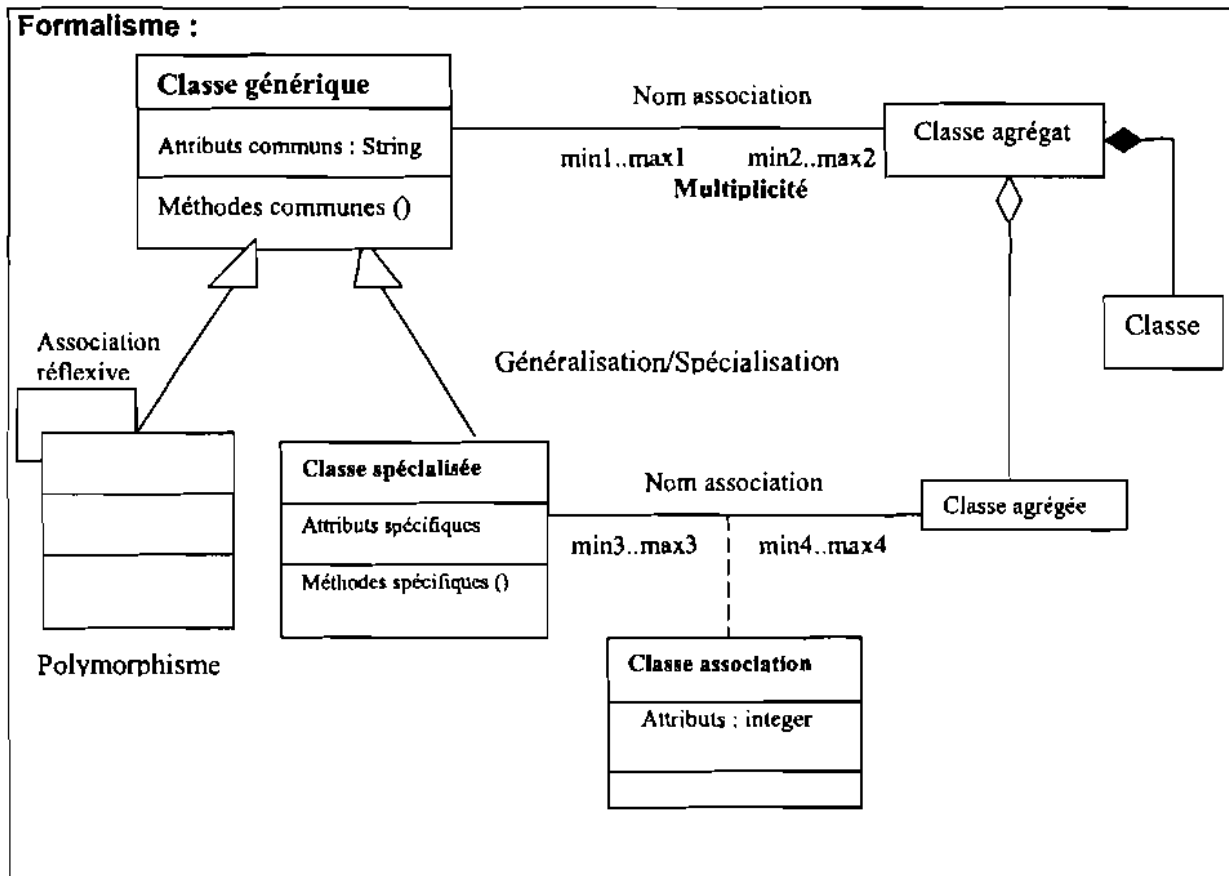 Formalisme :
Classe générique
Nom association
Classe agrégat
Attributs communs : String
min1..max1 min2..max2
Multiplicité
Méthodes communes ()
Classe
Association
réflexive
Généralisation/Spécialisation
Classe spécialisée
Nom association
Classe agrégée
Attributs spécifiques
min3..max3 min4..max4
Méthodes spécifiques ()
Polymorphisme
Classe association
Attributs : integer